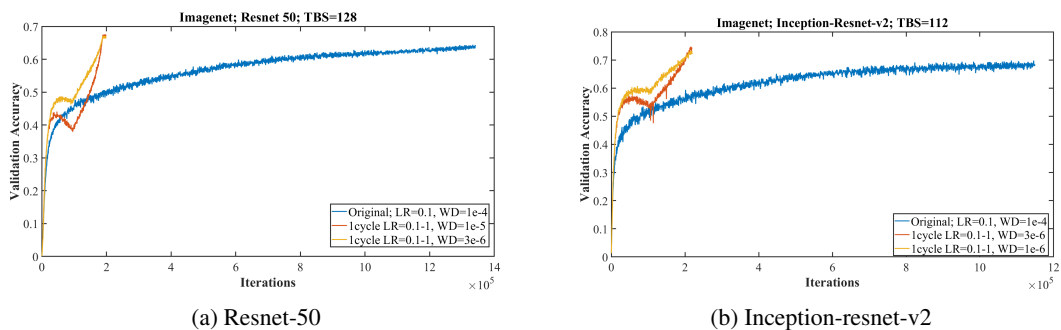 Imagenet; Resnet 50; TBS=128
0.7
0.6
0.5
0.4
0.3
0.2
0.1
0
Validation Accuracy
Original; LR=0.1, WD=1e-4
1cycle LR=0.1-1, WD=1e-5
1cycle LR=0.1-1, WD=3e-6
0 2 4 6 8 10 12 14
Iterations
×10^5
(a) Resnet-50
Imagenet; Inception-Resnet-v2; TBS=112
0.8
0.7
0.6
0.5
0.4
0.3
0.2
0.1
0
Validation Accuracy
Original; LR=0.1, WD=1e-4
1cycle LR=0.1-1, WD=3e-6
1cycle LR=0.1-1, WD=1e-6
0 2 4 6 8 10 12
Iterations
×10^5
(b) Inception-resnet-v2